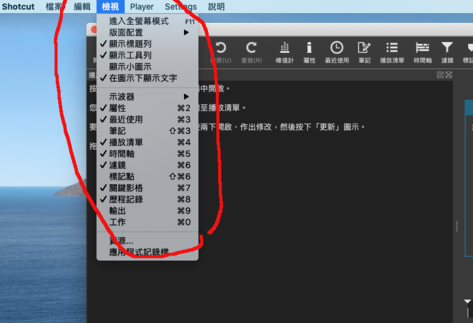 Shotcut 檔案 編輯 檢視 Player Settings 說明
進入全螢幕模式 F11
版面配置
顯示標題列
顯示工具列
顯示小圖示
在圖示下顯示文字
示波器
屬性 ⌘2
最近使用 ⌘3
筆記 ⇧⌘3
播放清單 ⌘4
時間軸 ⌘5
濾鏡 ⌘6
標記點 ⇧⌘6
關鍵影格 ⌘7
歷程記錄 ⌘8
輸出 ⌘9
工作 ⌘0
資源...
應用程式記錄檔...
重做(R) 峰值計 屬性 最近使用 筆記 播放清單 時間軸 濾鏡
中開啟。
至播放清單。
兩下開啟、作出修改，然後按下「更新」圖示。